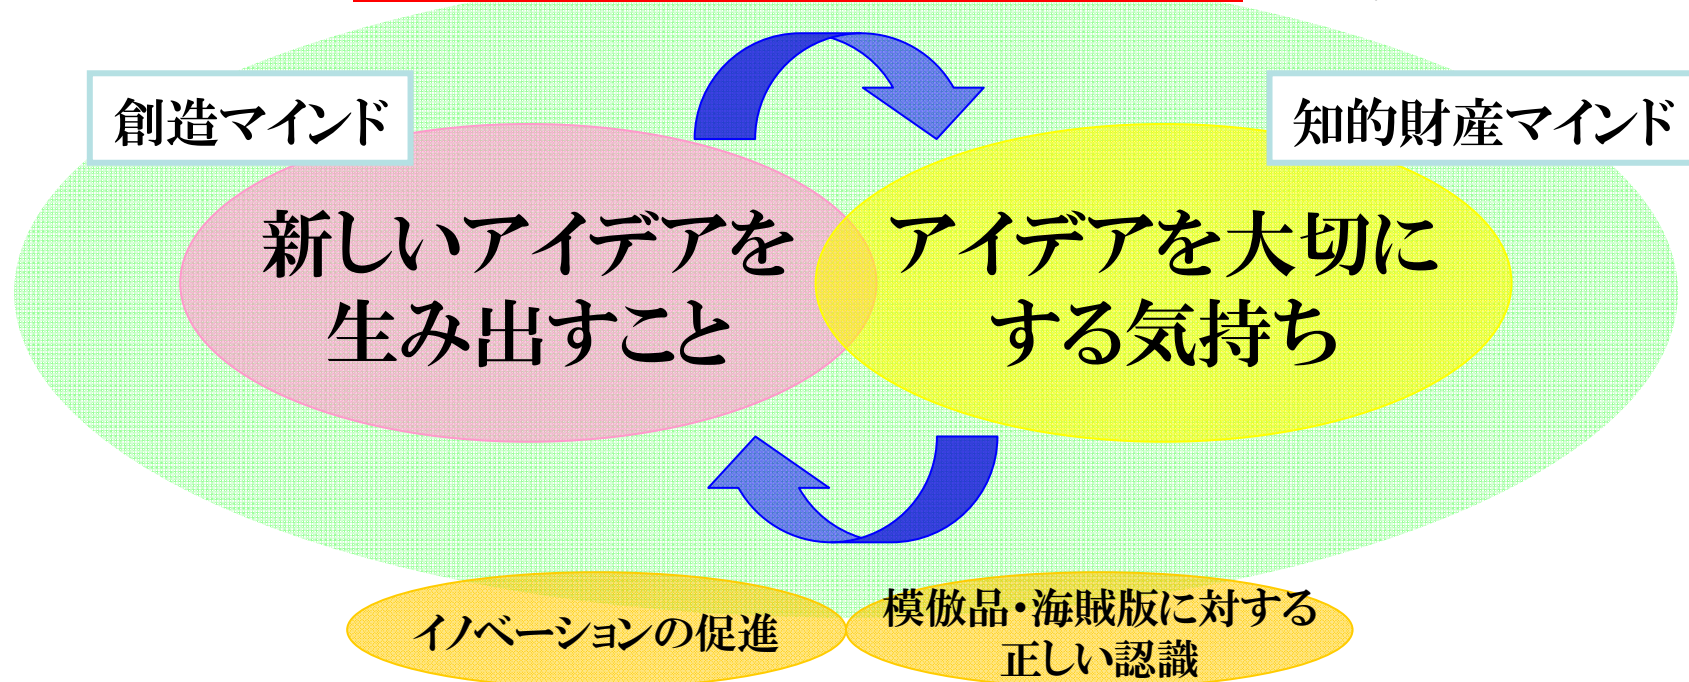 創造マインド
知的財産マインド
新しいアイデアを
生み出すこと
アイデアを大切に
する気持ち
イノベーションの促進
模倣品・海賊版に対する
正しい認識